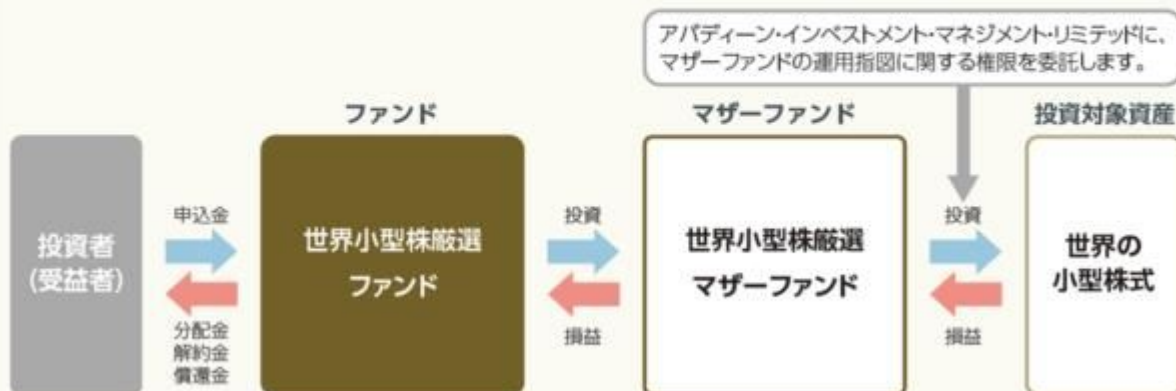 アバディーン・インベストメント・マネジメント・リミテッドに、
マザーファンドの運用指図に関する権限を委託します。
ファンド
マザーファンド
投資対象資産
投資者
(受益者)
申込金
分配金
解約金
償還金
世界小型株厳選
ファンド
投資
損益
世界小型株厳選
マザーファンド
投資
損益
世界の
小型株式